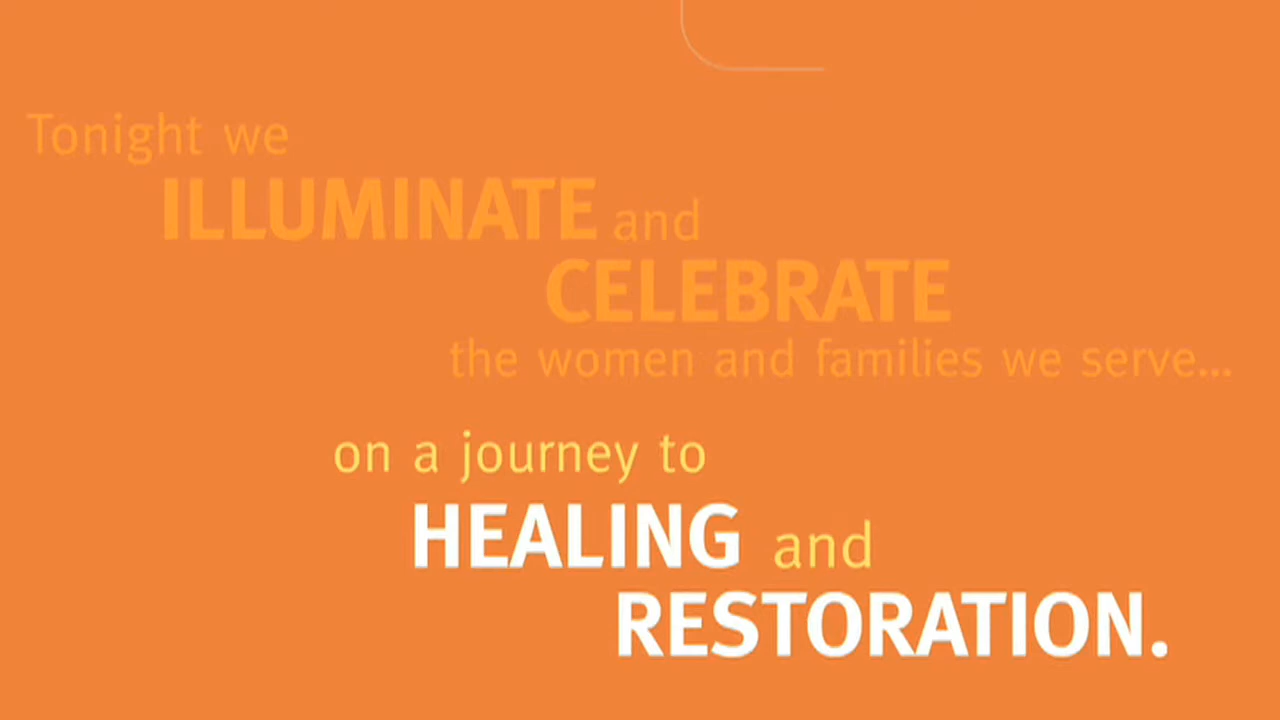 Tonight we
ILLUMINATE and
CELEBRATE
the women and families we serve...
on a journey to
HEALING and
RESTORATION.